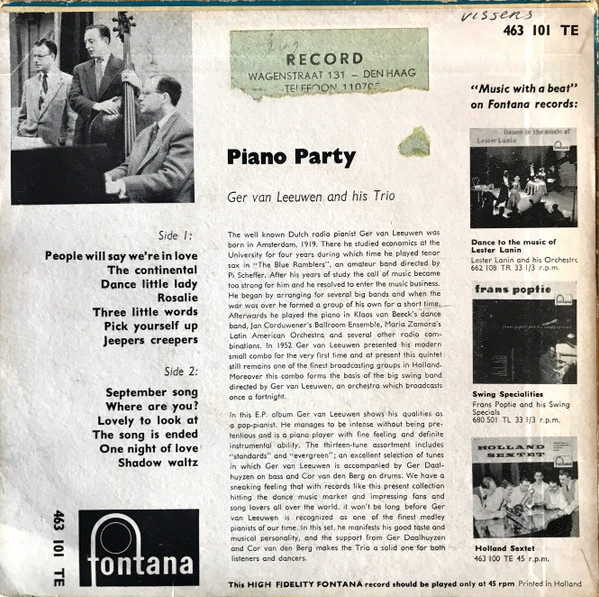 vissens
463 101 TE
RECORD
WAGENSTRAAT 131 – DEN HAAG
TELEFOON
"Music with a beat"
on Fontana records:
Dance to the music of
Lester Lanin
Piano Party
Ger van Leeuwen and his Trio
Side 1:
People will say we're in love
The continental
Dance little lady
Rosalie
Three little words
Pick yourself up
Jeepers creepers
Side 2:
September song
Where are you?
Lovely to look at
The song is ended
One night of love
Shadow waltz
The well known Dutch radio pianist Ger van Leeuwen was
born in Amsterdam, 1919. There he studied economics at the
University for four years during which time he played tenor
sax in "The Blue Ramblers", an amateur band directed by
Pi Scheffer. After his years of study the call of music became
too strong for him and he resolved to enter the music business.
He began by arranging for several big bands and when the
war was over he formed a group of his own for a short time.
Afterwards he played the piano in Klaas van Beeck's dance
band, Jan Corduwener's Ballroom Ensemble, Maria Zamora's
Latin American Orchestra and several other radio com-
binations. In 1952 Ger van Leeuwen presented his modern
small combo for the very first time and at present this quintet
still remains one of the finest broadcasting groups in Holland.
Moreover this combo forms the basis of the big swing band
directed by Ger van Leeuwen, an orchestra which broadcasts
once a fortnight.
In this E.P. album Ger van Leeuwen shows his qualities as
a pop-pianist. He manages to be intense without being pre-
tentious and is a piano player with fine feeling and definite
instrumental ability. The thirteen-tune assortment includes
"standards" and "evergreen"; an excellent selection of tunes
in which Ger van Leeuwen is accompanied by Ger Daal-
huyzen on bass and Cor van den Berg on drums. We have a
sneaking feeling that with records like this present collection
hitting the dance music market and impressing fans and
song lovers all over the world, it won't be long before Ger
van Leeuwen is recognized as one of the finest medley
pianists of our time. In this set, he manifests his good taste and
musical personality, and the support from Ger Daalhuyzen
and Cor van den Berg makes the Trio a solid one for both
listeners and dancers.
Dance to the music of
Lester Lanin
Lester Lanin and his Orchestrc
662 108 TR 33 1/3 r.p.m.
frans poptie
Swing Specialities
Frans Poptie and his Swing
Specials
680 501 TL 33 1/3 r.p.m.
HOLLAND
SEXTET
Holland Sextet
463 100 TE 45 r.p.m.
463 101 TE
fontana
This HIGH FIDELITY FONTANA record should be played only at 45 rpm Printed in Holland